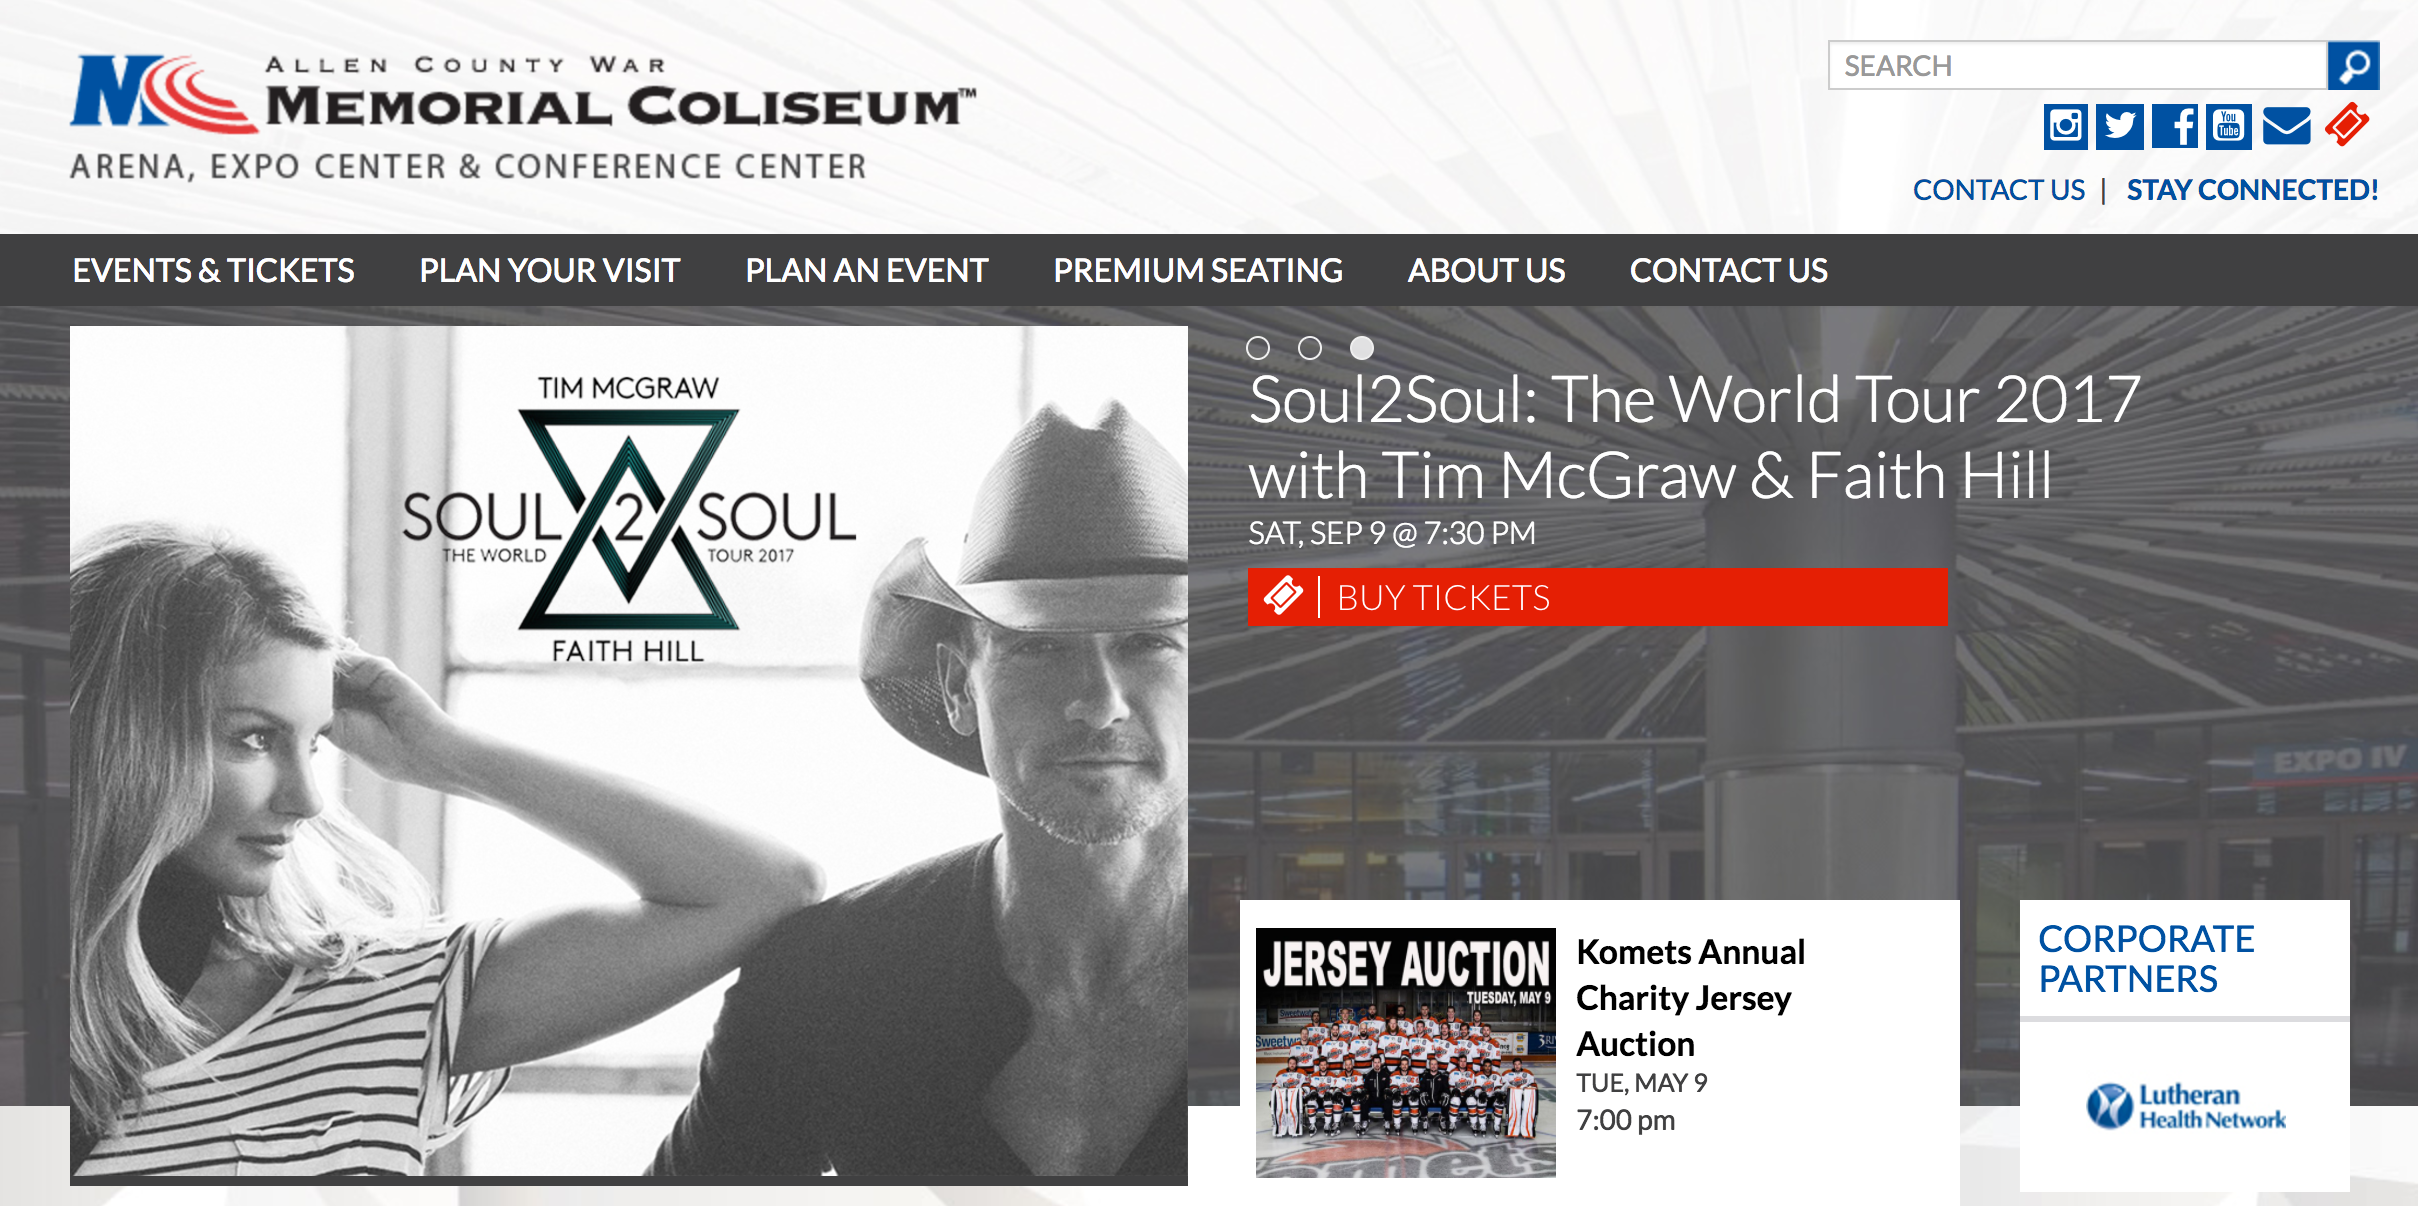 ALLEN COUNTY WAR
MEMORIAL COLISEUM™
ARENA, EXPO CENTER & CONFERENCE CENTER
SEARCH
You
Tube
CONTACT US | STAY CONNECTED!
EVENTS & TICKETS PLAN YOUR VISIT PLAN AN EVENT PREMIUM SEATING ABOUT US CONTACT US
TIM MCGRAW
SOUL 2 SOUL
THE WORLD TOUR 2017
FAITH HILL
Soul2Soul: The World Tour 2017
with Tim McGraw & Faith Hill
SAT, SEP 9 @ 7:30 PM
BUY TICKETS
EXPO IV
JERSEY AUCTION
TUESDAY, MAY 9
Komets Annual
Charity Jersey
Auction
TUE, MAY 9
7:00 pm
CORPORATE
PARTNERS
Lutheran
Health Network